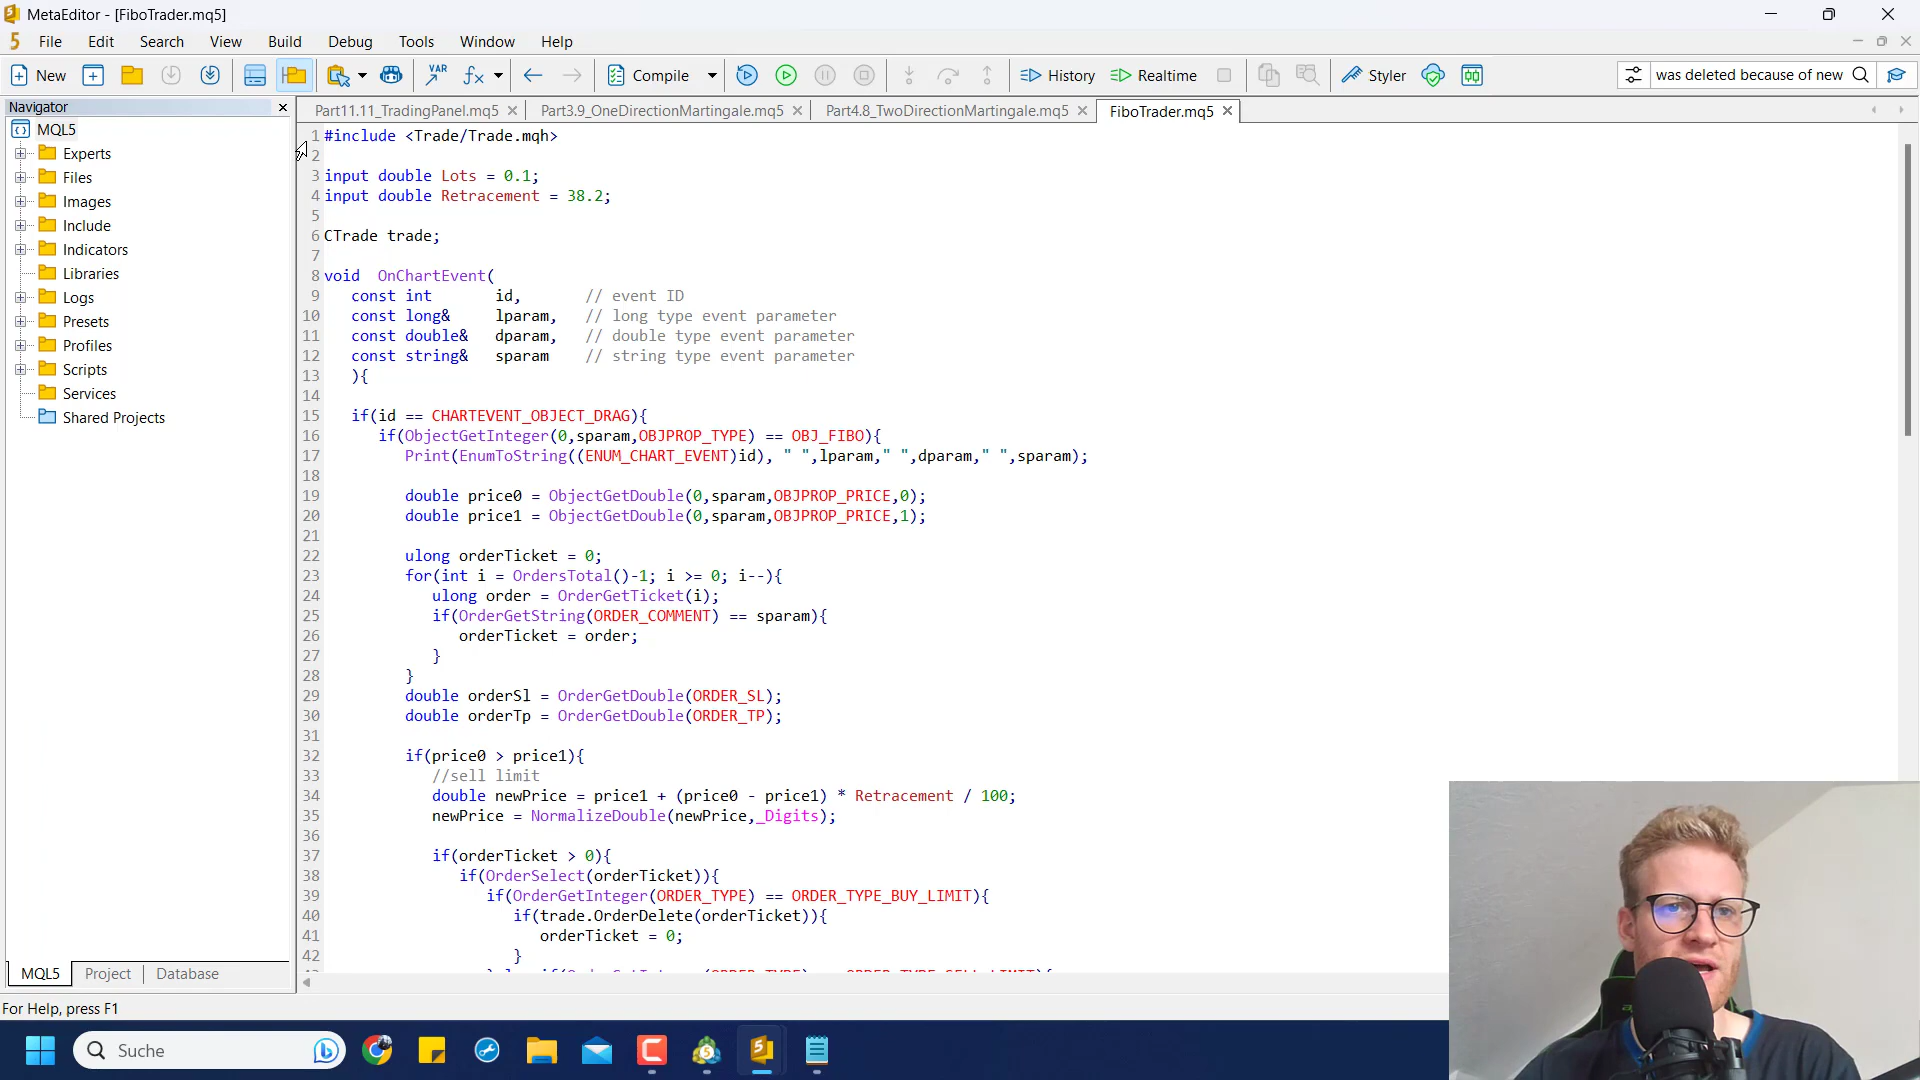 MetaEditor - [FiboTrader.mq5]
5 File Edit Search View Build Debug Tools Window Help
New VAR fx Compile History Realtime Styler was deleted because of new
Navigator
Part11.11_TradingPanel.mq5 Part3.9_OneDirectionMartingale.mq5 Part4.8_TwoDirectionMartingale.mq5 FiboTrader.mq5
MQL5
Experts
Files
Images
Include
Indicators
Libraries
Logs
Presets
Profiles
Scripts
Services
Shared Projects
1 #include <Trade/Trade.mqh>
2
3 input double Lots = 0.1;
4 input double Retracement = 38.2;
5
6 CTrade trade;
7
8 void OnChartEvent(
9 const int id, // event ID
10 const long& lparam, // long type event parameter
11 const double& dparam, // double type event parameter
12 const string& sparam // string type event parameter
13 ){
14
15 if(id == CHARTEVENT_OBJECT_DRAG){
16 if(ObjectGetInteger(0,sparam,OBJPROP_TYPE) == OBJ_FIBO){
17 Print(EnumToString((ENUM_CHART_EVENT)id), " ",lparam," ",dparam," ",sparam);
18
19 double price0 = ObjectGetDouble(0,sparam,OBJPROP_PRICE,0);
20 double price1 = ObjectGetDouble(0,sparam,OBJPROP_PRICE,1);
21
22 ulong orderTicket = 0;
23 for(int i = OrdersTotal()-1; i >= 0; i--){
24 ulong order = OrderGetTicket(i);
25 if(OrderGetString(ORDER_COMMENT) == sparam){
26 orderTicket = order;
27 }
28 }
29 double orderSl = OrderGetDouble(ORDER_SL);
30 double orderTp = OrderGetDouble(ORDER_TP);
31
32 if(price0 > price1){
33 //sell limit
34 double newPrice = price1 + (price0 - price1) * Retracement / 100;
35 newPrice = NormalizeDouble(newPrice,_Digits);
36
37 if(orderTicket > 0){
38 if(OrderSelect(orderTicket)){
39 if(OrderGetInteger(ORDER_TYPE) == ORDER_TYPE_BUY_LIMIT){
40 if(trade.OrderDelete(orderTicket)){
41 orderTicket = 0;
42 }
MQL5 Project Database
For Help, press F1
Suche